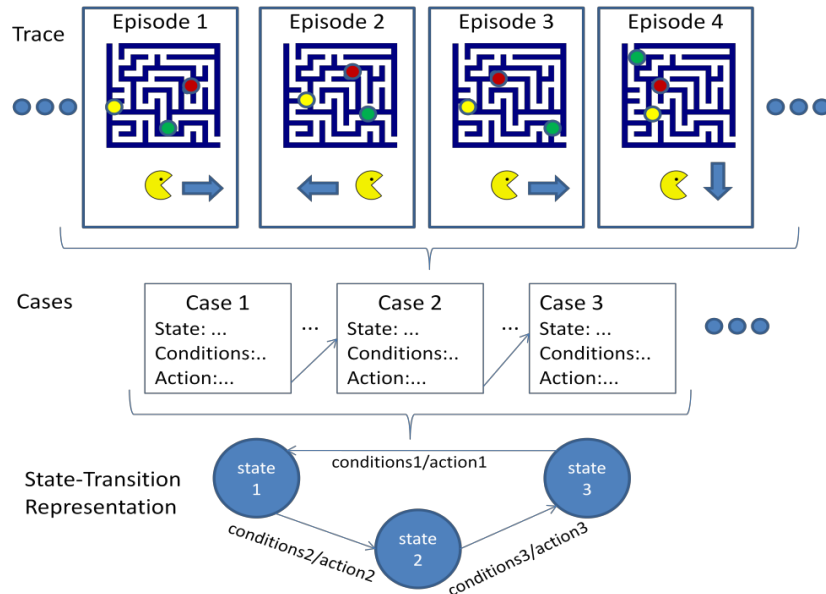 Trace
Episode 1
Episode 2
Episode 3
Episode 4
Cases
Case 1
State: ...
Conditions:..
Action:...
...
Case 2
State: ...
Conditions:..
Action:...
...
Case 3
State: ...
Conditions:..
Action:...
State-Transition
Representation
state
1
conditions1/action1
state
3
conditions2/action2
state
2
conditions3/action3